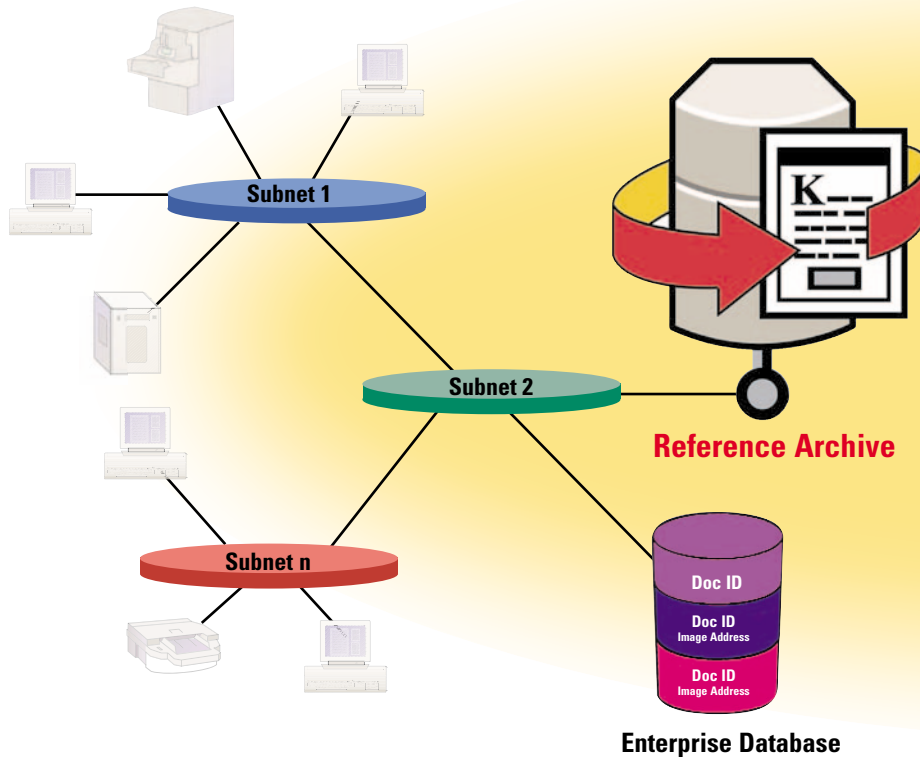 Subnet 1
K
Subnet 2
Reference Archive
Subnet n
Doc ID
Doc ID
Image Address
Doc ID
Image Address
Enterprise Database